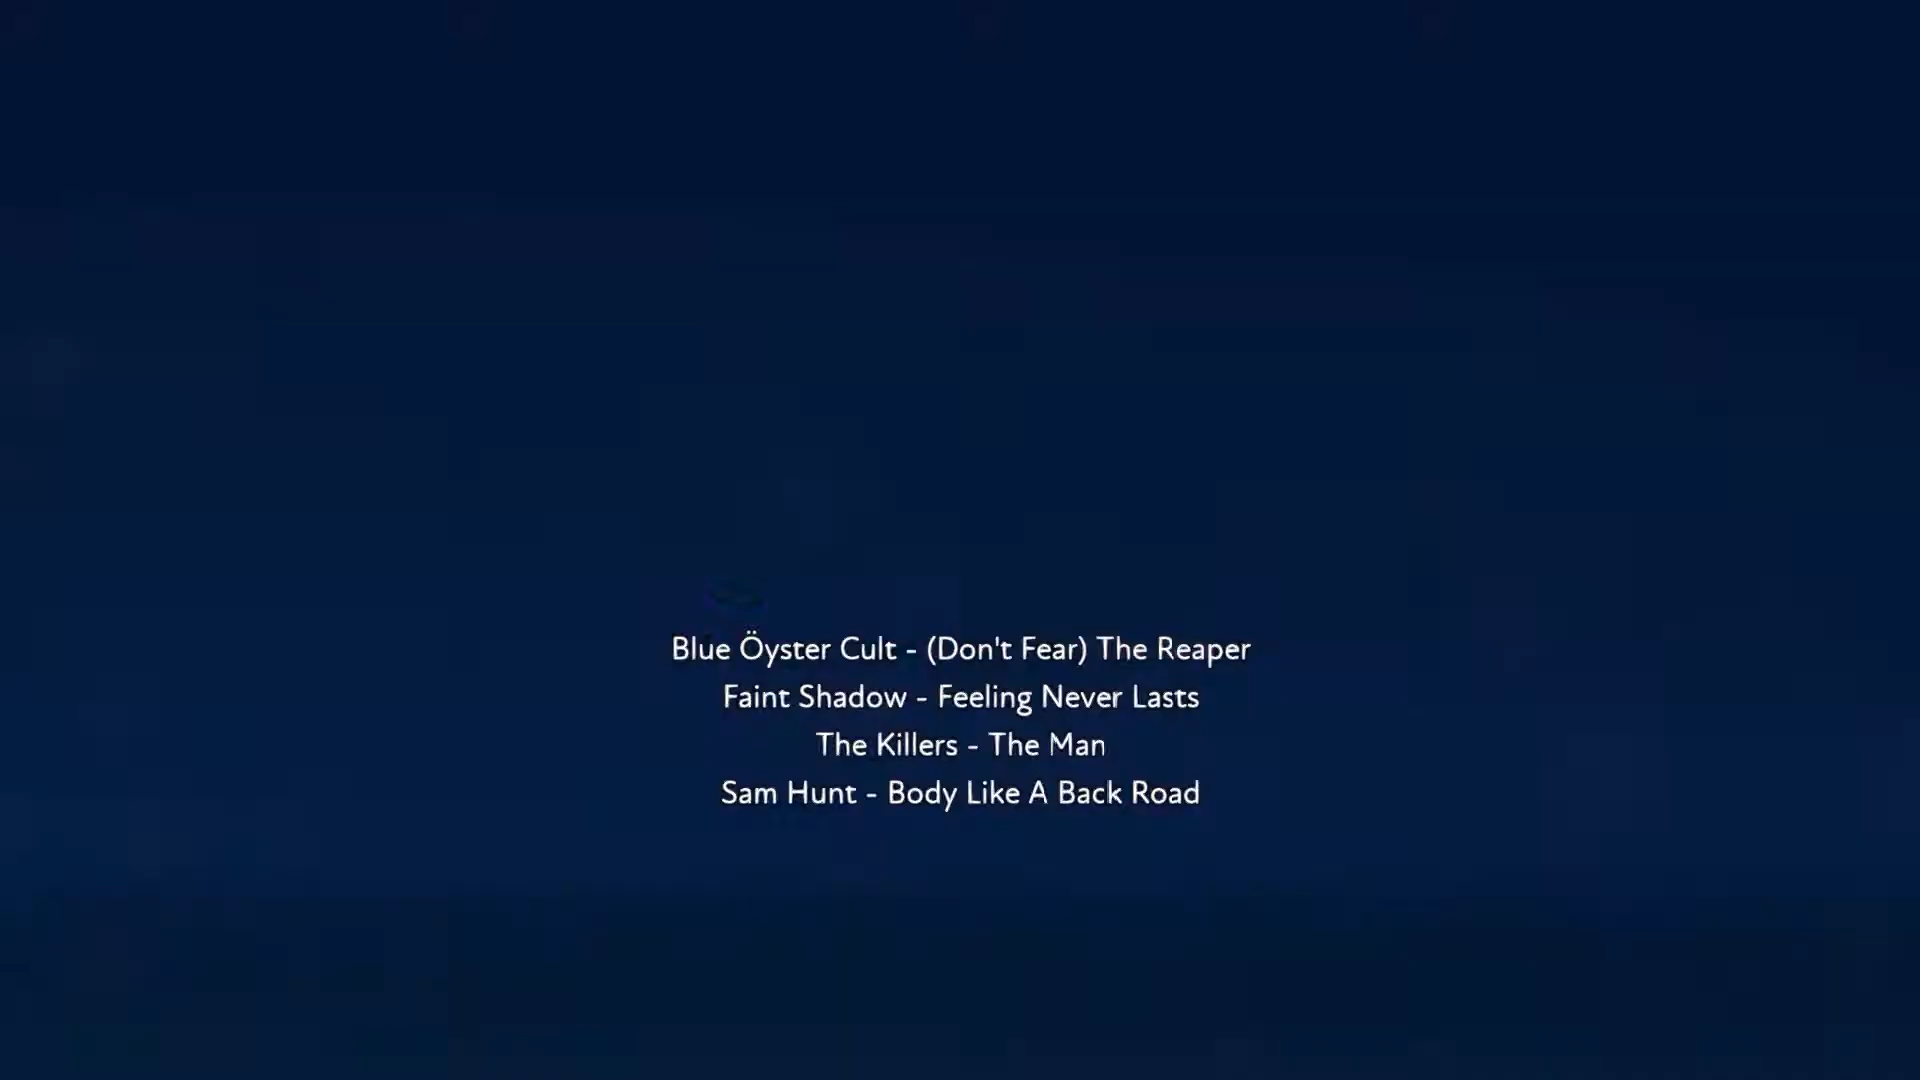 Blue Öyster Cult - (Don't Fear) The Reaper
Faint Shadow - Feeling Never Lasts
The Killers - The Man
Sam Hunt - Body Like A Back Road